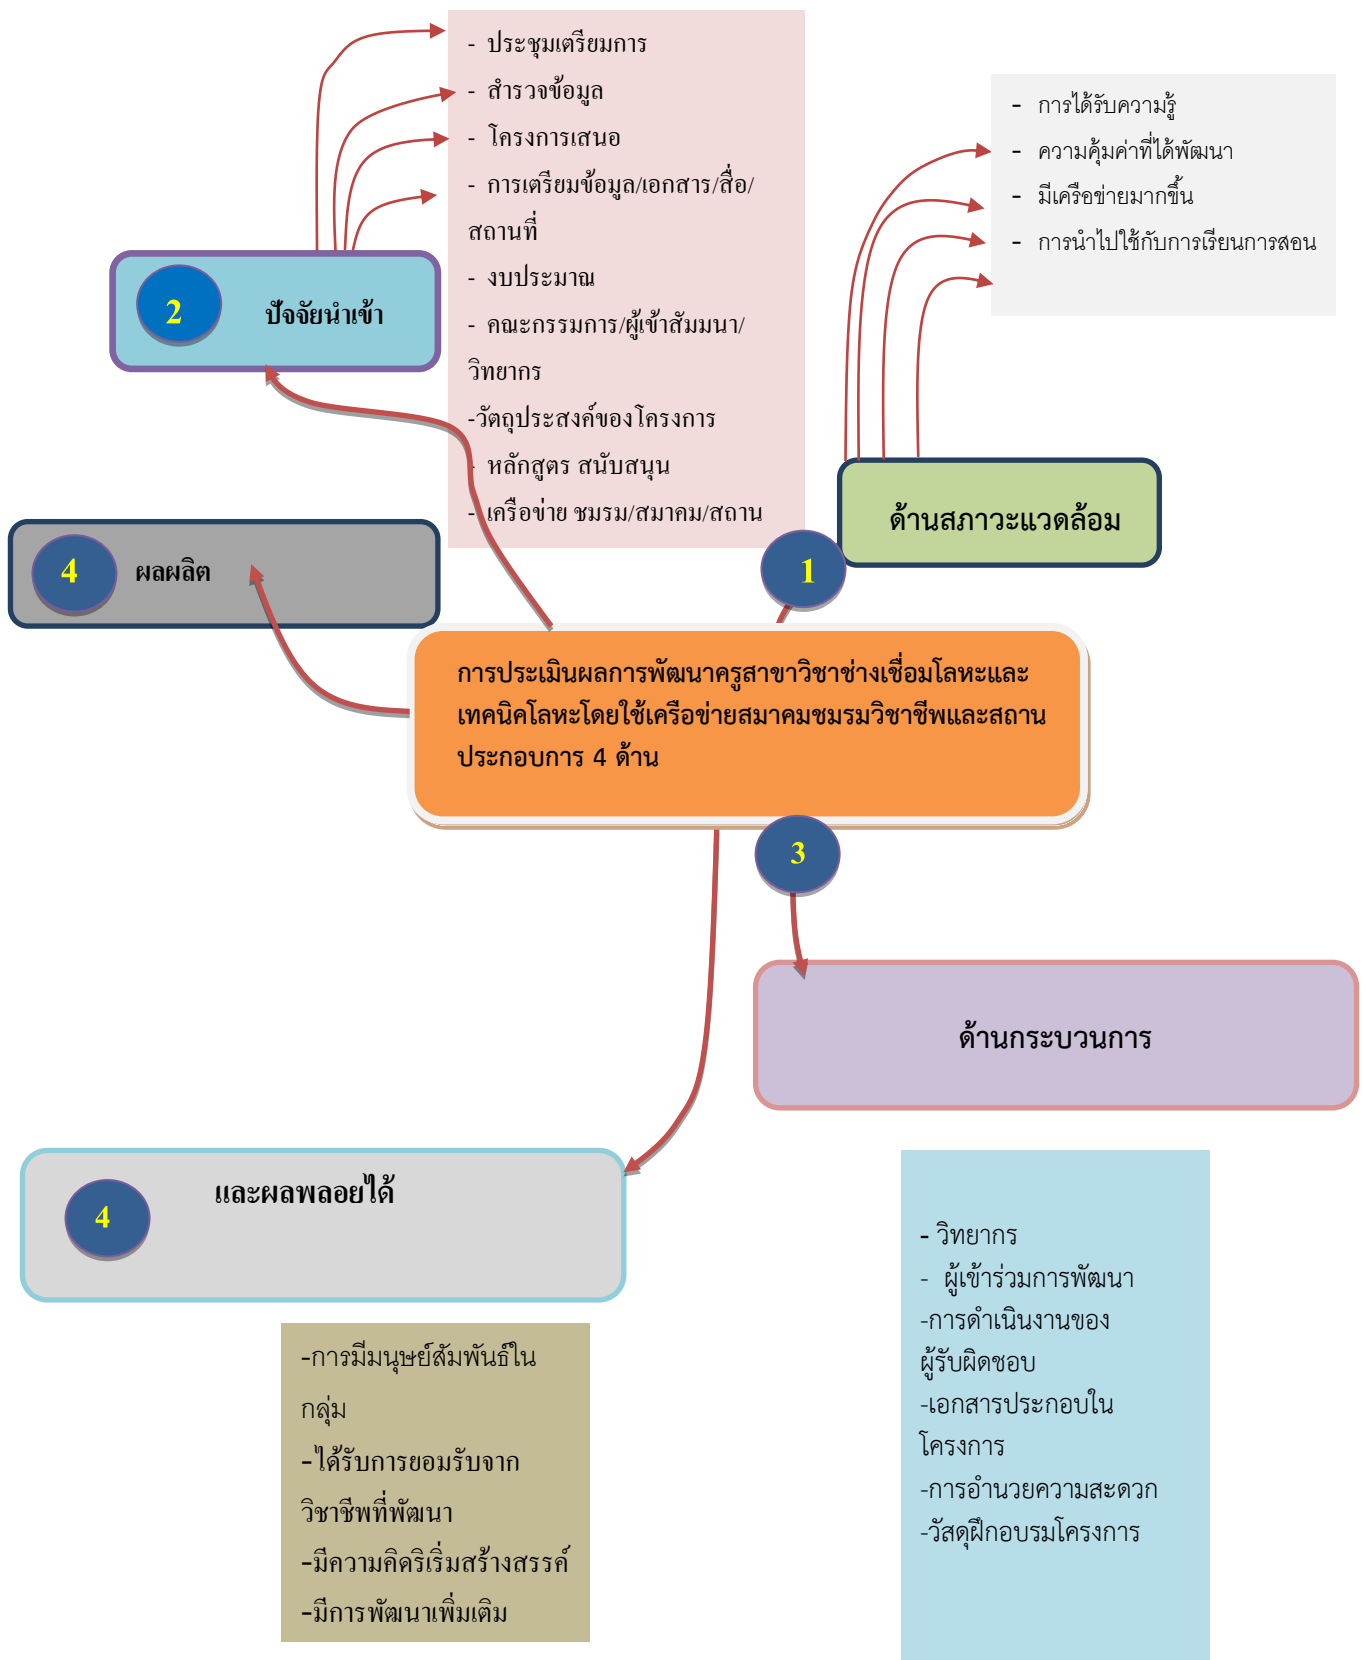 - ประชุมเตรียมการ
- สำรวจข้อมูล
- โครงการเสนอ
- การเตรียมข้อมูล/เอกสาร/สื่อ/
สถานที่
- งบประมาณ
- คณะกรรมการ/ผู้เข้าสัมมนา/
วิทยากร
-วัตถุประสงค์ของโครงการ
- หลักสูตร สนับสนุน
- เครือข่าย ชมรม/สมาคม/สถาน
- การได้รับความรู้
- ความคุ้มค่าที่ได้พัฒนา
- มีเครือข่ายมากขึ้น
- การนำไปใช้กับการเรียนการสอน
2 ปัจจัยนำเข้า
ด้านสภาวะแวดล้อม
1
4 ผลผลิต
การประเมินผลการพัฒนาครูสาขาวิชาช่างเชื่อมโลหะและ
เทคนิคโลหะโดยใช้เครือข่ายสมาคมชมรมวิชาชีพและสถาน
ประกอบการ 4 ด้าน
3
ด้านกระบวนการ
และผลพลอยได้
4
- วิทยากร
- ผู้เข้าร่วมการพัฒนา
-การดำเนินงานของ
ผู้รับผิดชอบ
-เอกสารประกอบใน
โครงการ
-การอำนวยความสะดวก
-วัสดุฝึกอบรมโครงการ
-การมีมนุษย์สัมพันธ์ใน
กลุ่ม
-ได้รับการยอมรับจาก
วิชาชีพที่พัฒนา
-มีความคิดริเริ่มสร้างสรรค์
-มีการพัฒนาเพิ่มเติม